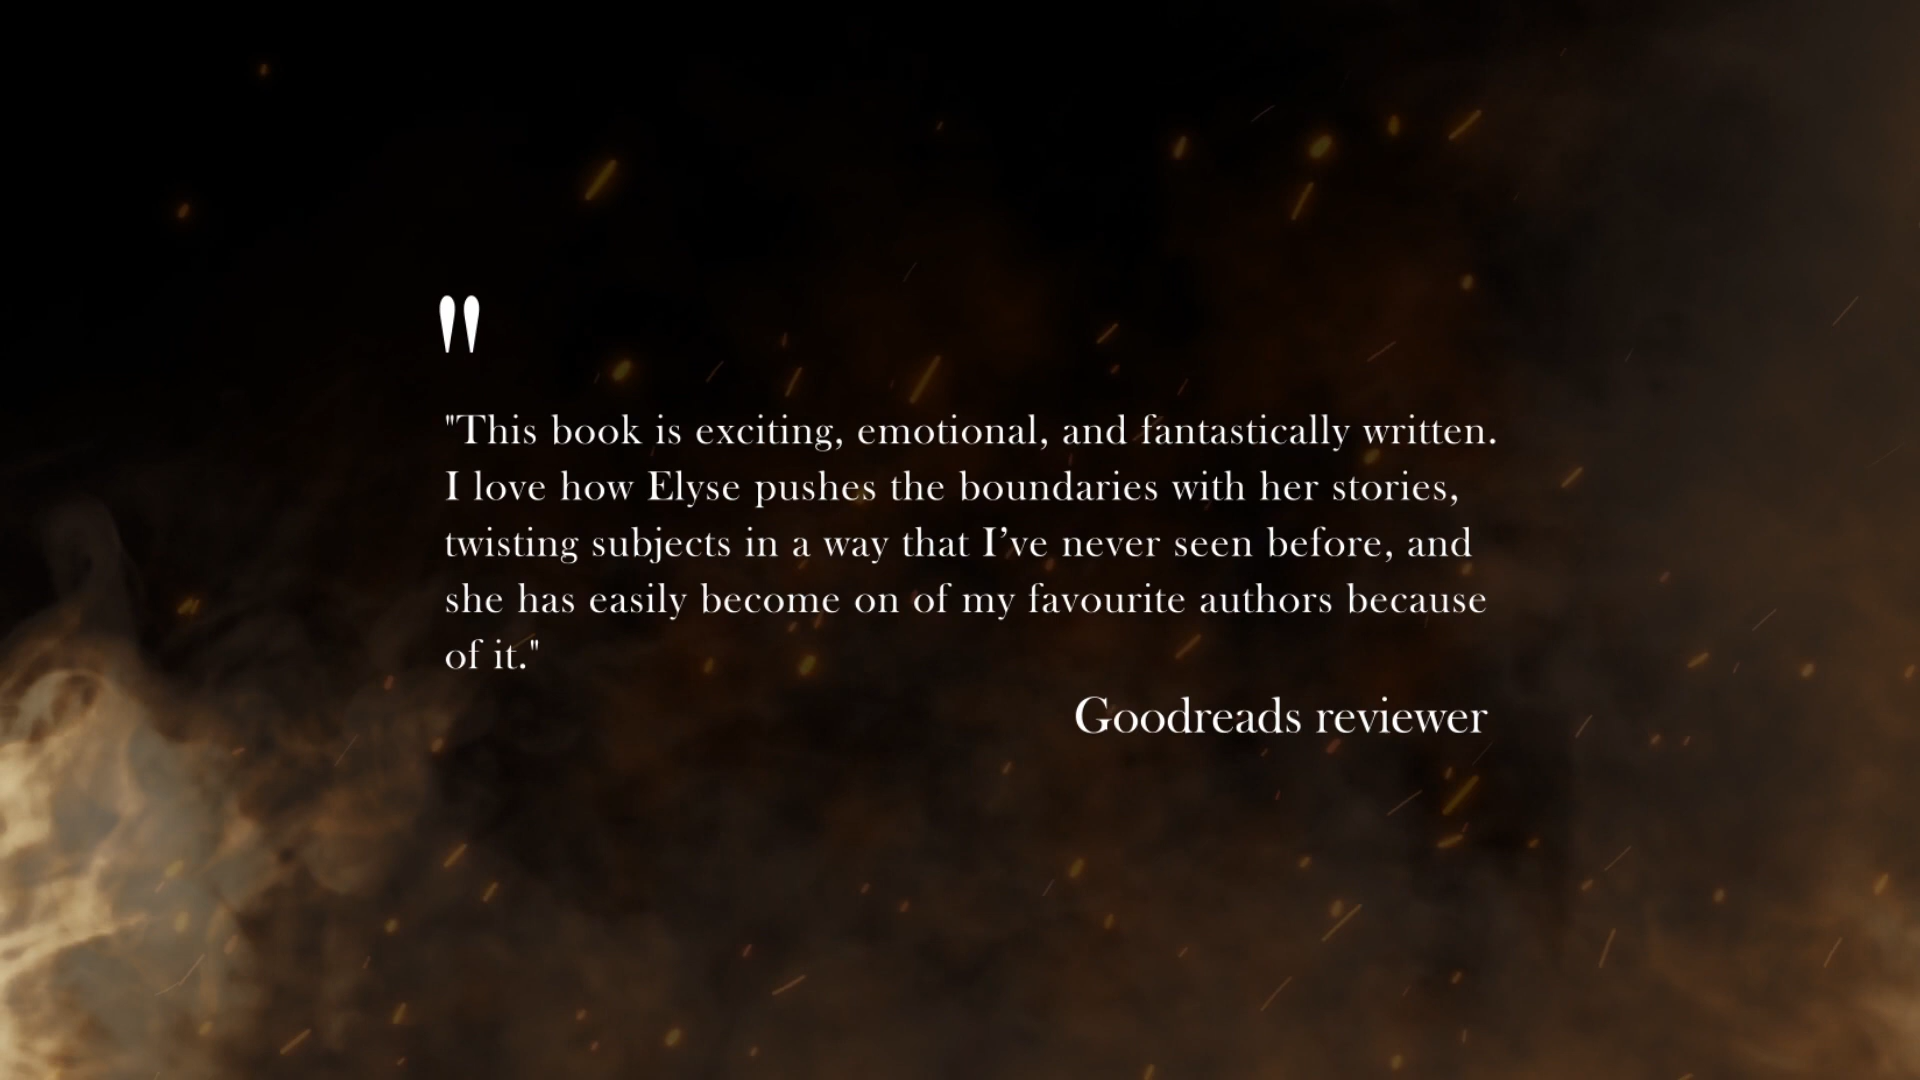 "
"This book is exciting, emotional, and fantastically written.
I love how Elyse pushes the boundaries with her stories,
twisting subjects in a way that I’ve never seen before, and
she has easily become on of my favourite authors because
of it."
Goodreads reviewer